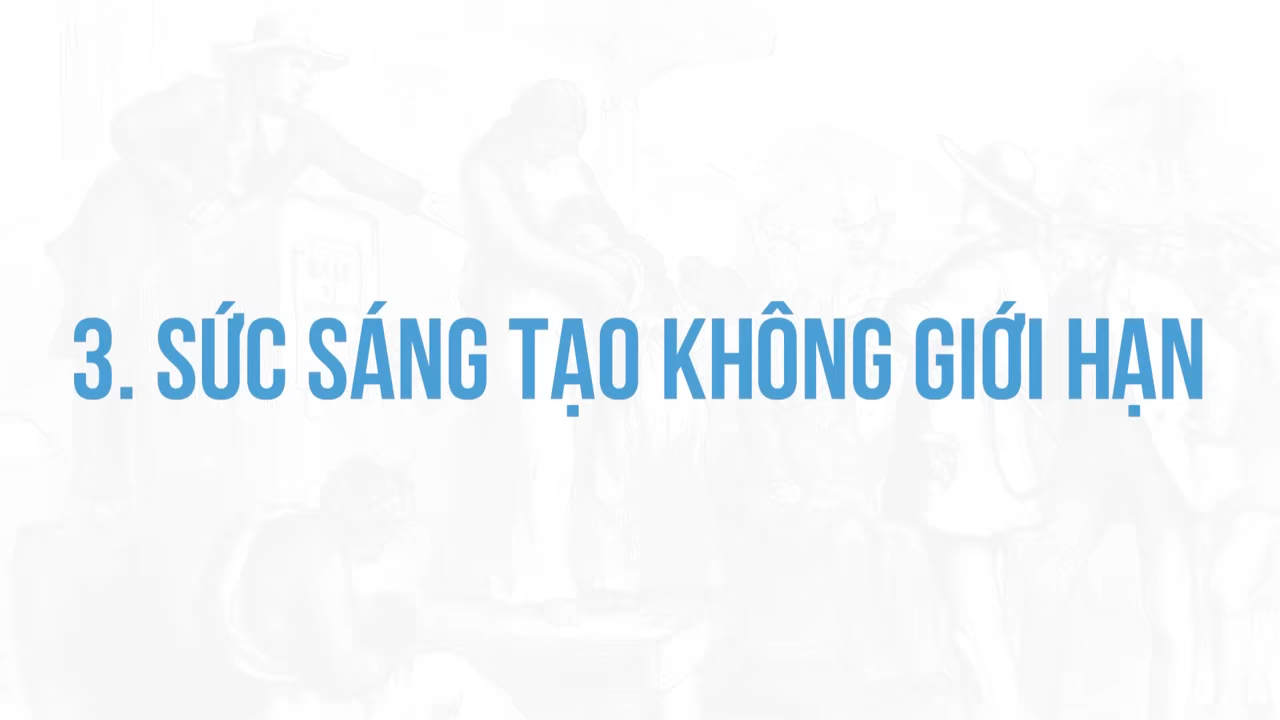 3. SỨC SÁNG TẠO KHÔNG GIỚI HẠN